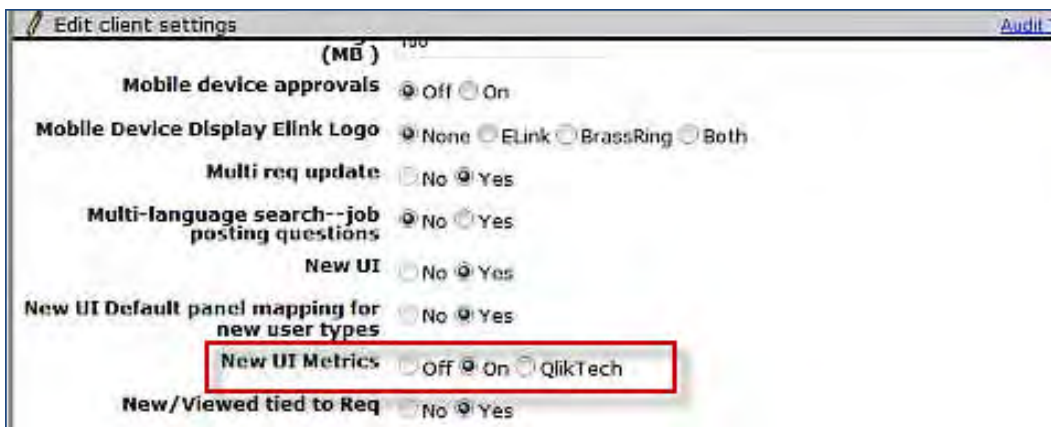 Edit client settings Audit
(MB )
Mobile device approvals Off On
Mobile Device Display Elink Logo None ELink BrassRing Both
Multi req update No Yes
Multi-language search--job
posting questions No Yes
New UI No Yes
New UI Default panel mapping for
new user types No Yes
New UI Metrics Off On QlikTech
New/Viewed tied to Req No Yes